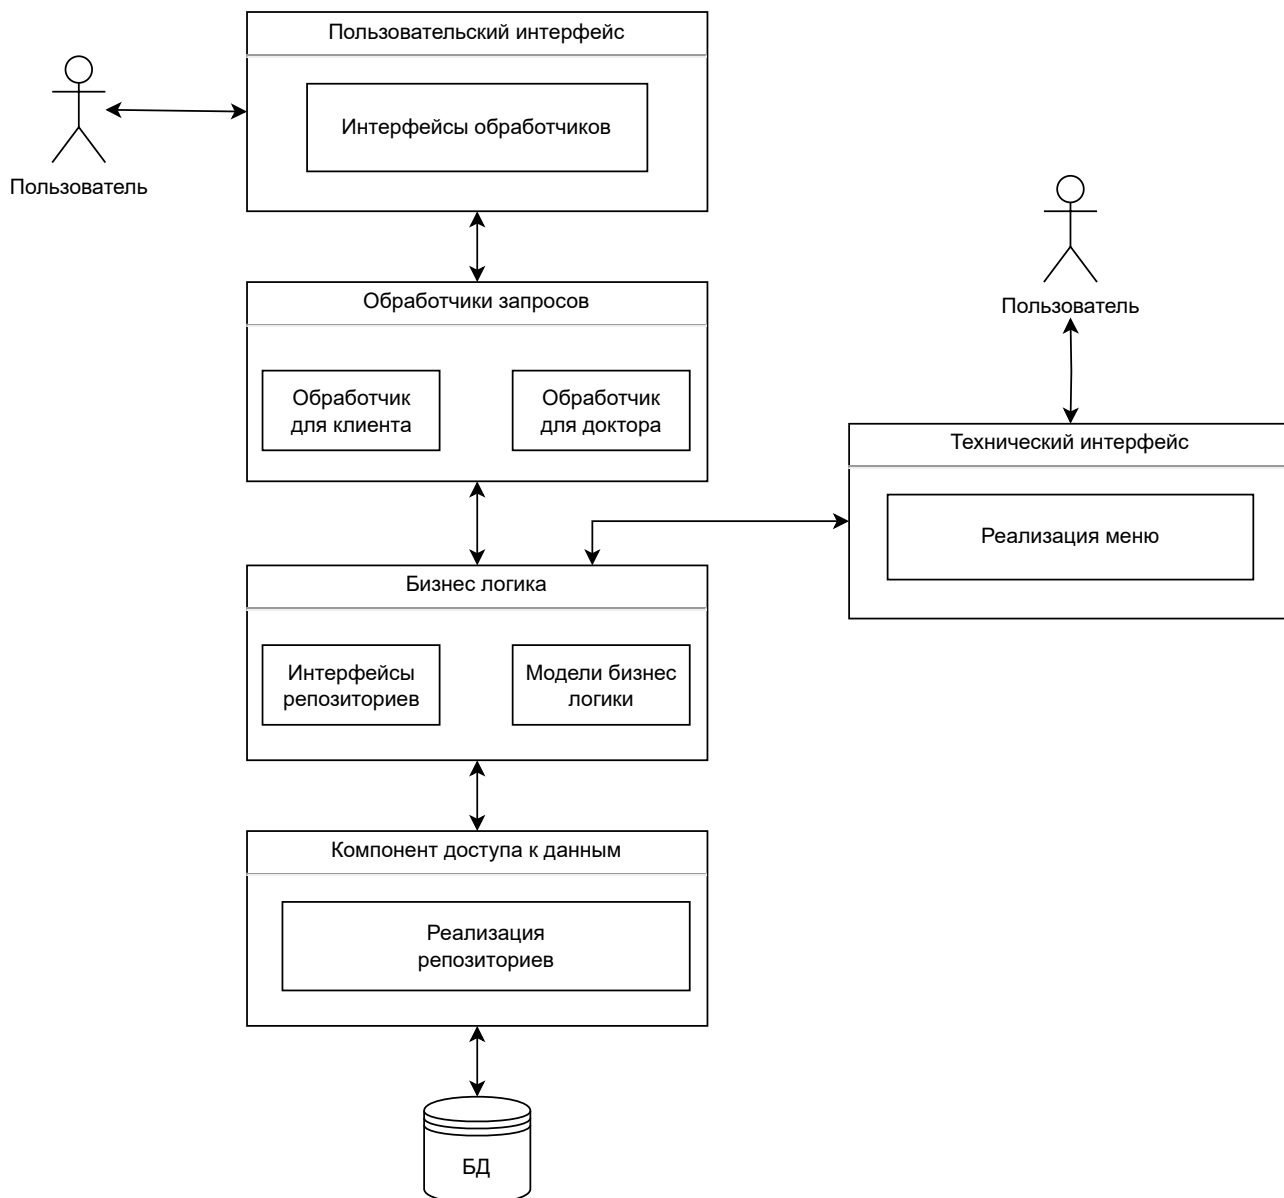 Пользовательский интерфейс
Интерфейсы обработчиков
Пользователь
Обработчики запросов
Обработчик
для клиента
Обработчик
для доктора
Пользователь
Технический интерфейс
Реализация меню
Бизнес логика
Интерфейсы
репозиториев
Модели бизнес
логики
Компонент доступа к данным
Реализация
репозиториев
БД